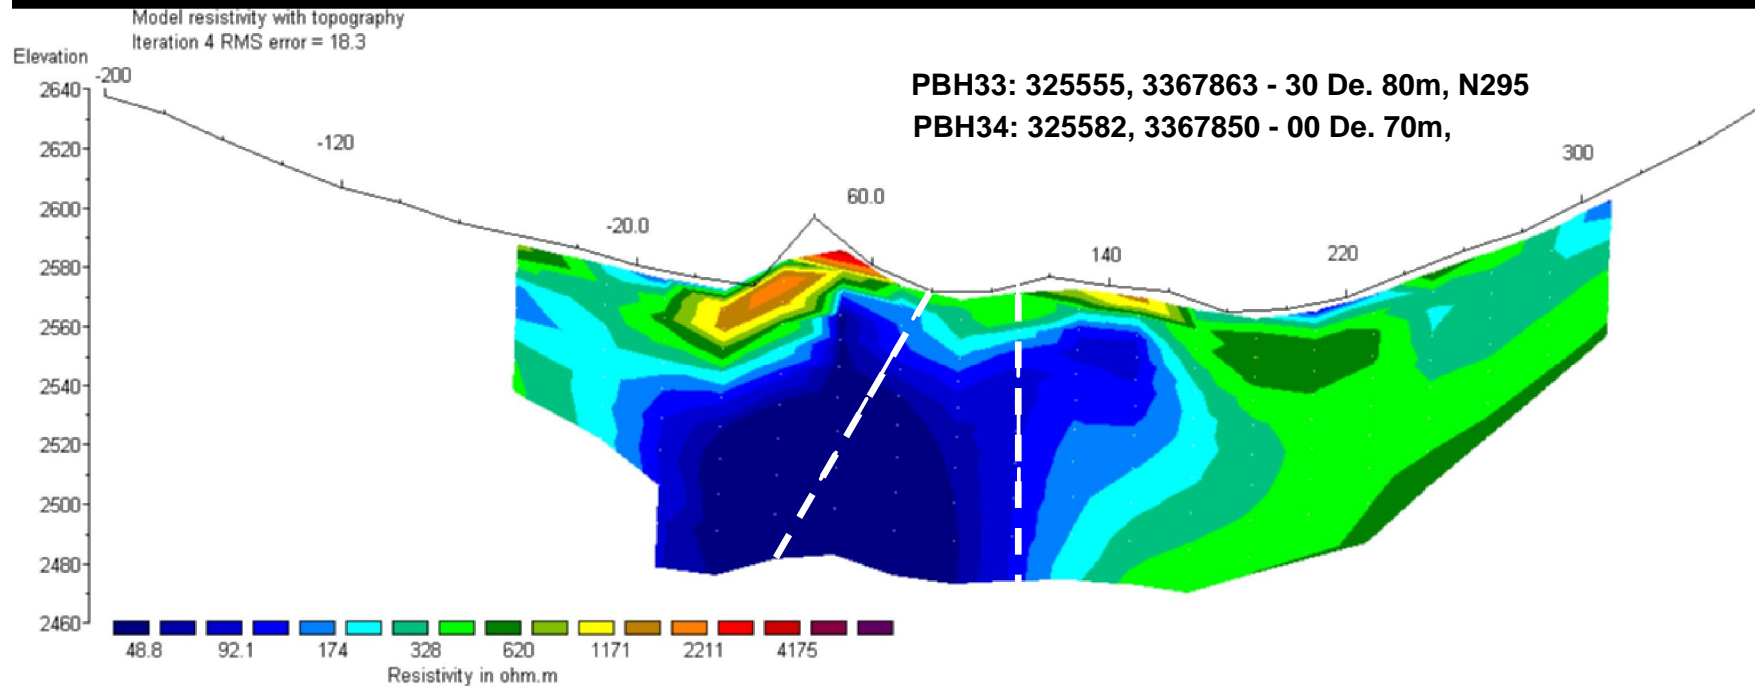 Model resistivity with topography
Iteration 4 RMS error = 18.3
Elevation
-200
2640
PBH33: 325555, 3367863 - 30 De. 80m, N295
PBH34: 325582, 3367850 - 00 De. 70m,
2620
-120
300
2600
60.0
-20.0
140
220
2580
2560
2540
2520
2500
2480
2460
48.8 92.1 174 328 620 1171 2211 4175
Resistivity in ohm.m